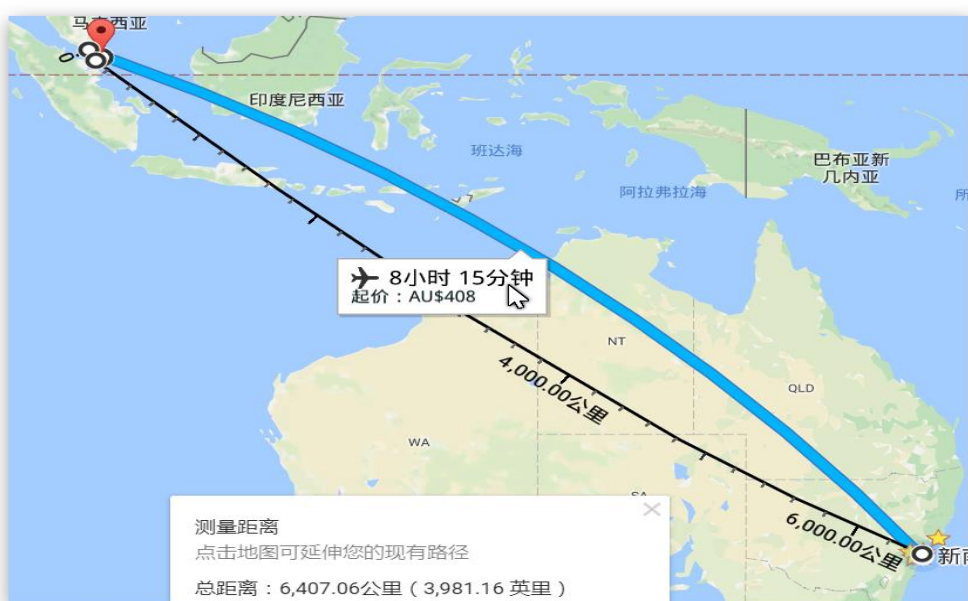 马来西亚
印度尼西亚
班达海
巴布亚新
几内亚
阿拉弗拉海
所
8小时 15分钟
起价：AU$408
NT
4,000.00公里
QLD
WA
SA
6,000.00公里
新南
测量距离
点击地图可延伸您的现有路径
总距离：6,407.06公里 ( 3,981.16 英里 )